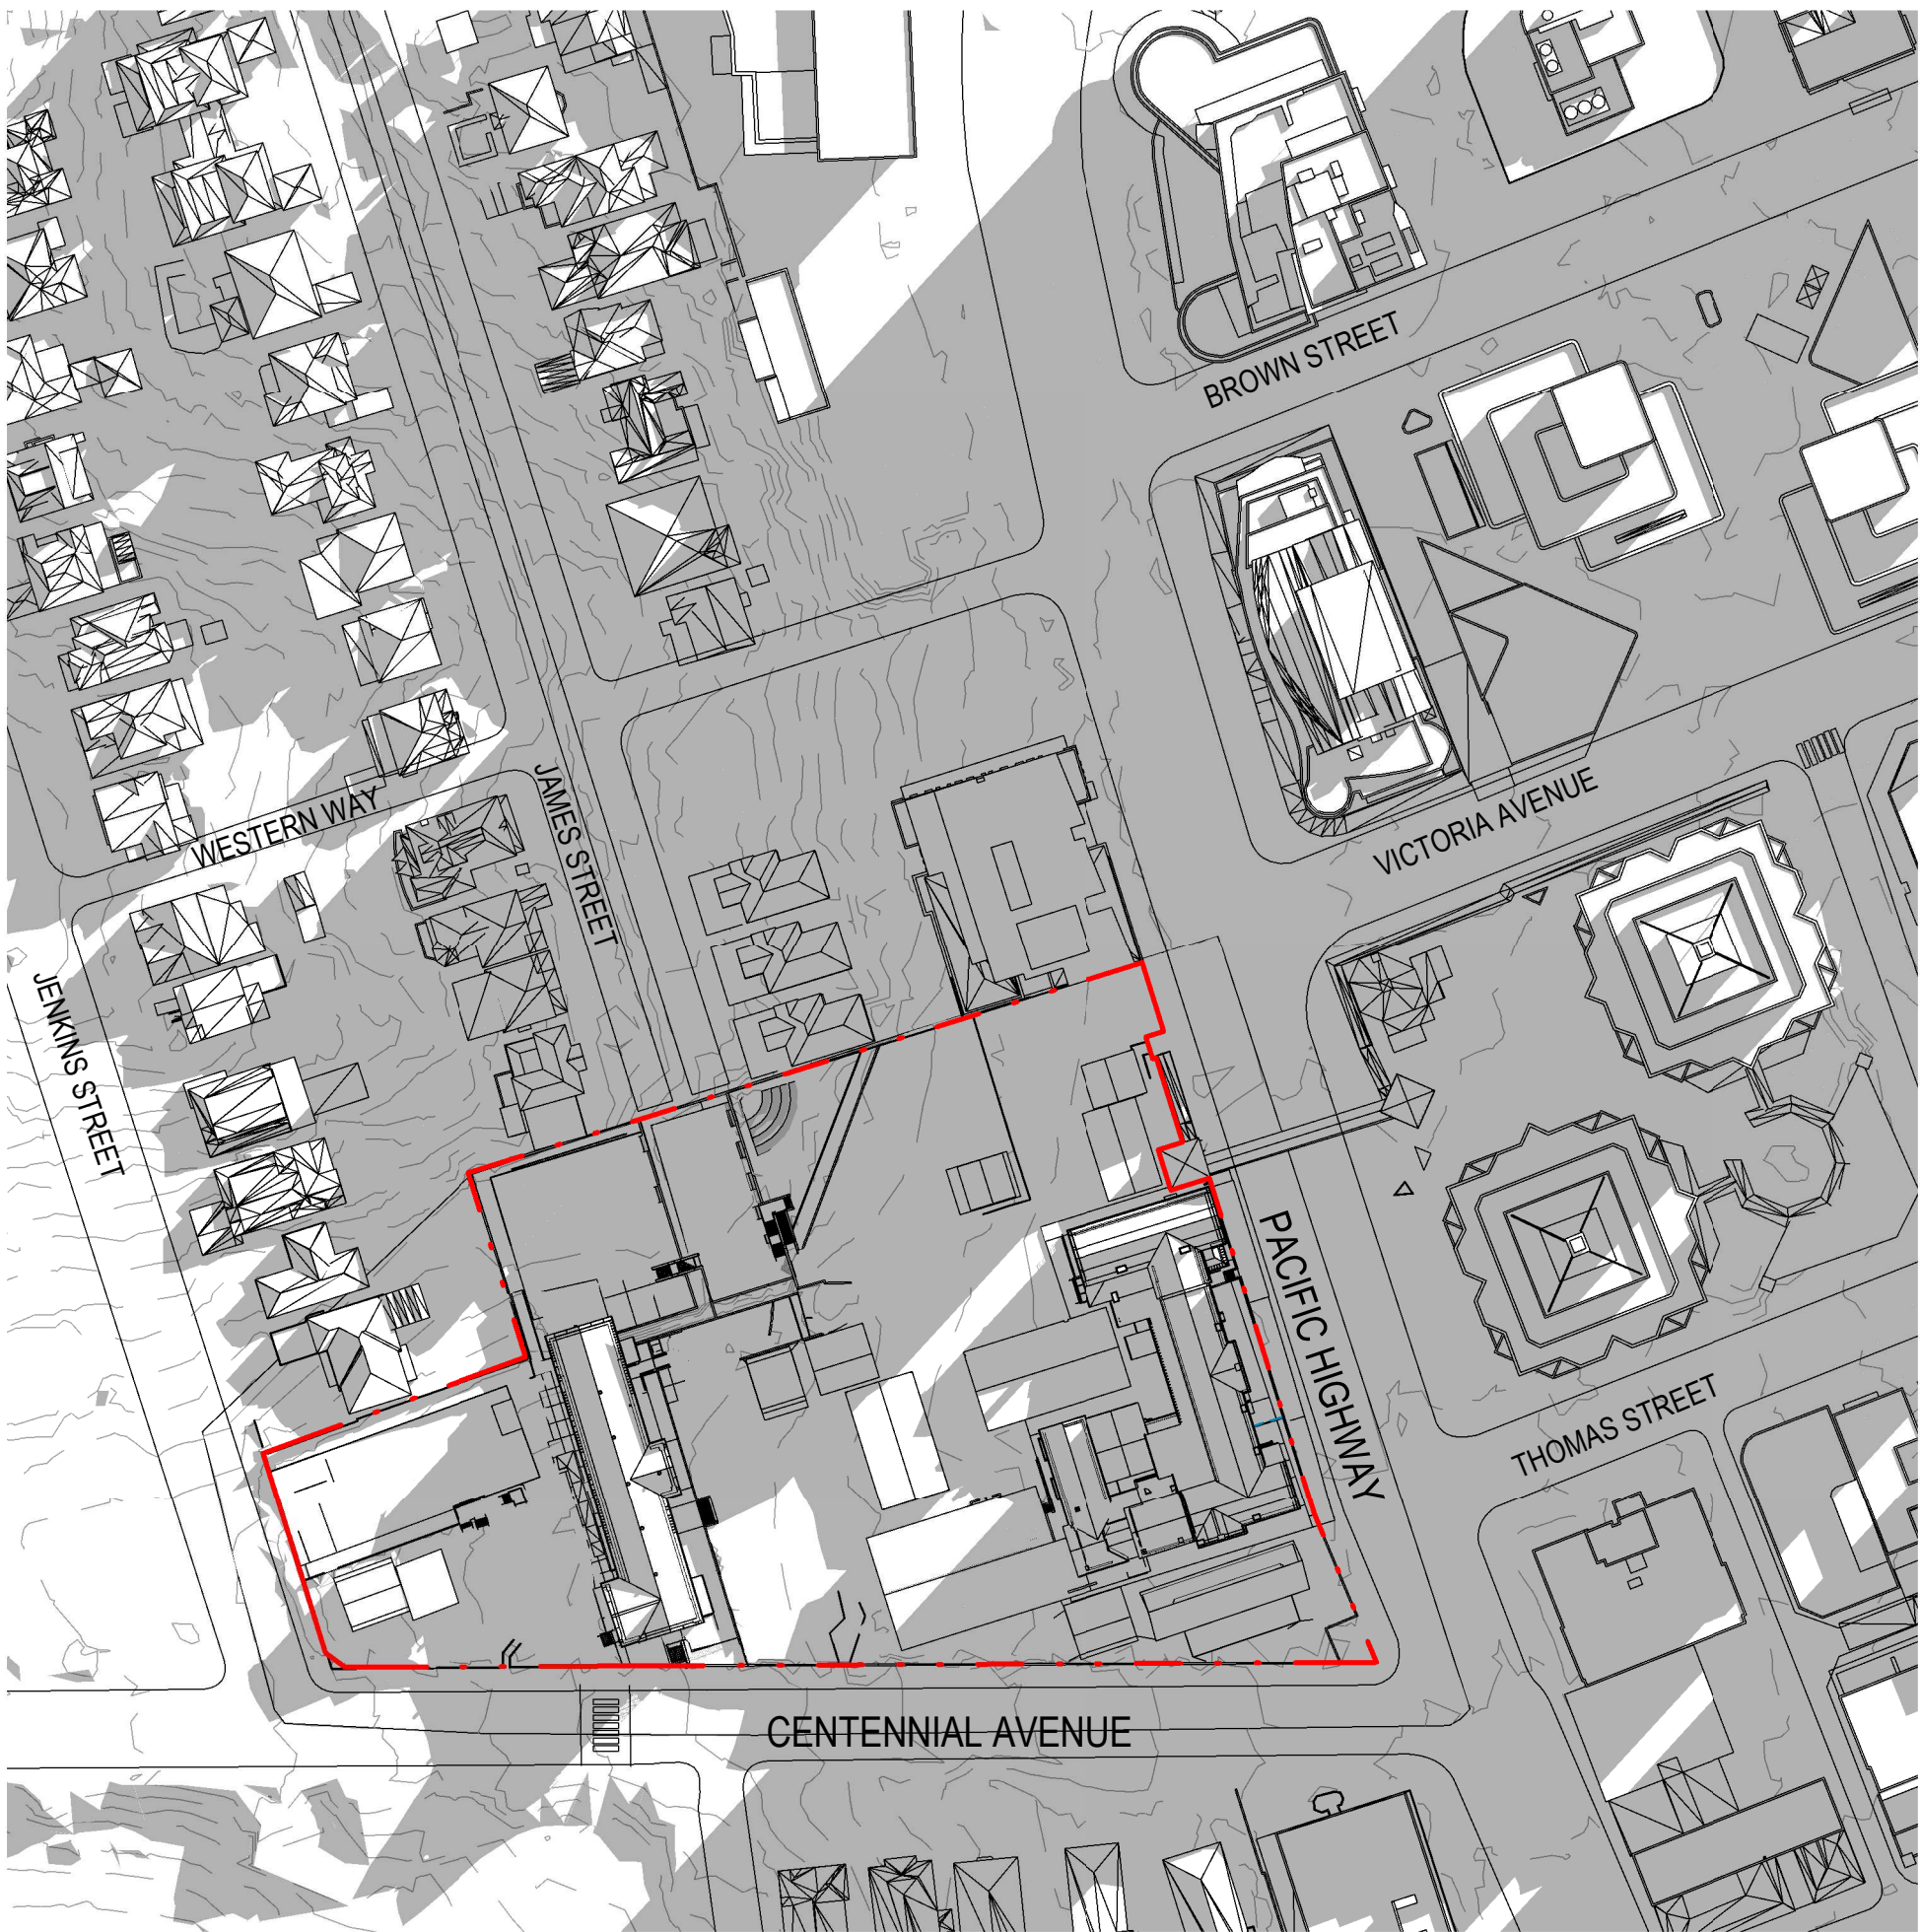 BROWN STREET
VICTORIA AVENUE
WESTERN WAY
JAMES STREET
JENKINS STREET
PACIFIC HIGHWAY
THOMAS STREET
CENTENNIAL AVENUE